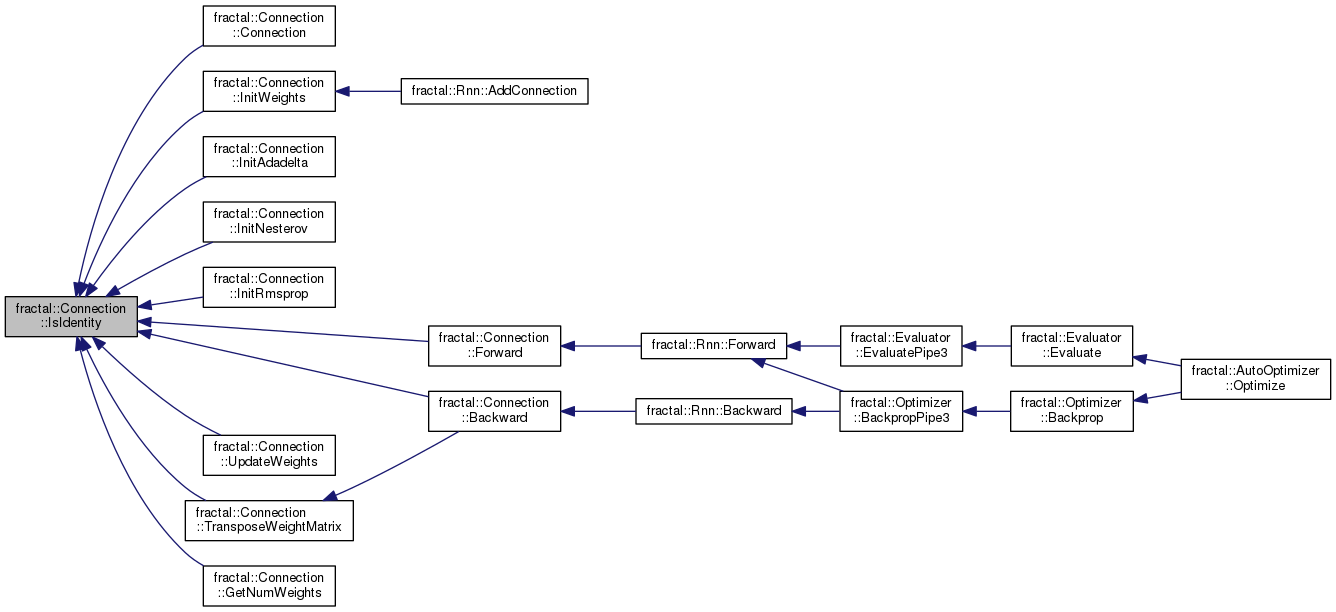 fractal::Connection
::Connection
fractal::Connection
::InitWeights
fractal::Rnn::AddConnection
fractal::Connection
::InitAdadelta
fractal::Connection
::InitNesterov
fractal::Connection
::InitRmsprop
fractal::Connection
::IsIdentity
fractal::Connection
::Forward
fractal::Rnn::Forward
fractal::Evaluator
::EvaluatePipe3
fractal::Evaluator
::Evaluate
fractal::AutoOptimizer
::Optimize
fractal::Connection
::Backward
fractal::Rnn::Backward
fractal::Optimizer
::BackpropPipe3
fractal::Optimizer
::Backprop
fractal::Connection
::UpdateWeights
fractal::Connection
::TransposeWeightMatrix
fractal::Connection
::GetNumWeights